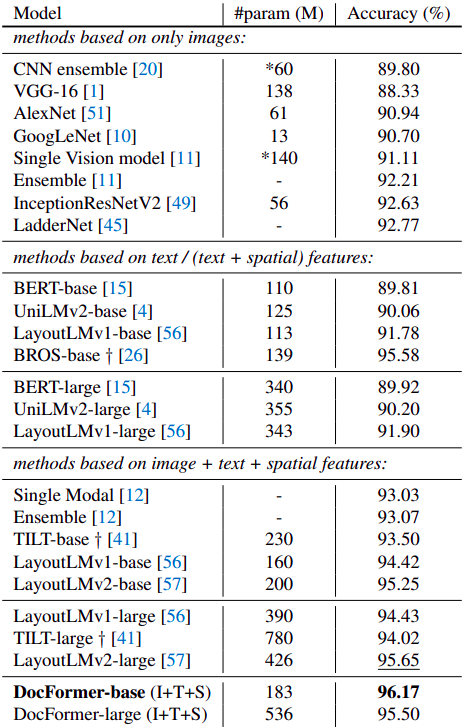 Model #param (M) Accuracy (%)
methods based on only images:
CNN ensemble [20] *60 89.80
VGG-16 [1] 138 88.33
AlexNet [51] 61 90.94
GoogLeNet [10] 13 90.70
Single Vision model [11] *140 91.11
Ensemble [11] - 92.21
InceptionResNetV2 [49] 56 92.63
LadderNet [45] - 92.77
methods based on text / (text + spatial) features:
BERT-base [15] 110 89.81
UniLMv2-base [4] 125 90.06
LayoutLMv1-base [56] 113 91.78
BROS-base † [26] 139 95.58
BERT-large [15] 340 89.92
UniLMv2-large [4] 355 90.20
LayoutLMv1-large [56] 343 91.90
methods based on image + text + spatial features:
Single Modal [12] - 93.03
Ensemble [12] - 93.07
TILT-base † [41] 230 93.50
LayoutLMv1-base [56] 160 94.42
LayoutLMv2-base [57] 200 95.25
LayoutLMv1-large [56] 390 94.43
TILT-large † [41] 780 94.02
LayoutLMv2-large [57] 426 95.65
DocFormer-base (I+T+S) 183 96.17
DocFormer-large (I+T+S) 536 95.50